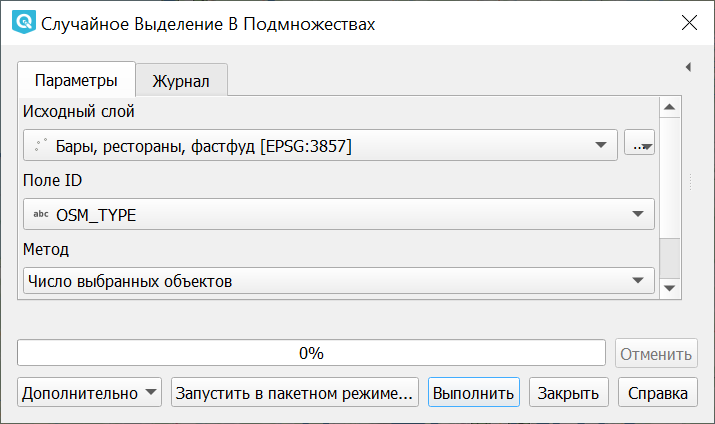 Случайное Выделение В Подмножествах
Параметры
Журнал
Исходный слой
Бары, рестораны, фастфуд [EPSG:3857]
...
Поле ID
abc OSM_TYPE
Метод
Число выбранных объектов
0%
Отменить
Дополнительно
Запустить в пакетном режиме...
Выполнить
Закрыть
Справка